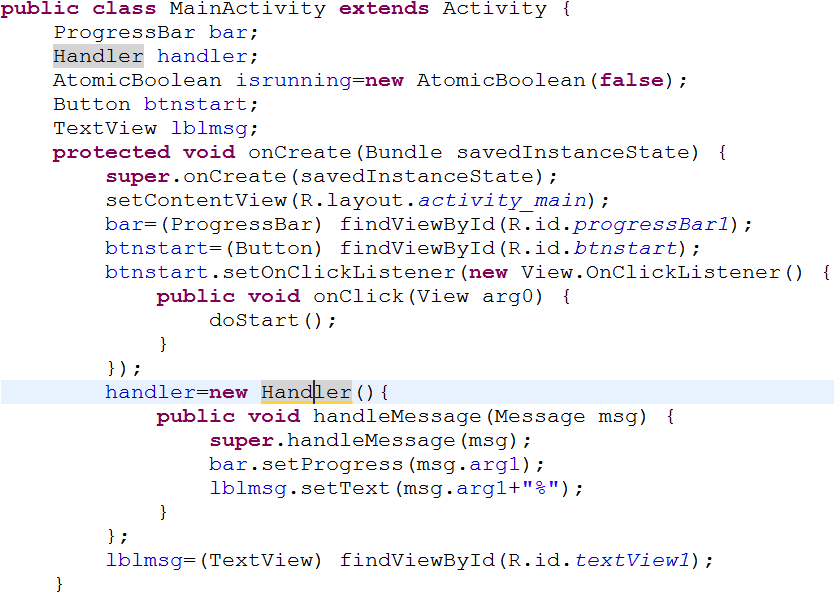 public class MainActivity extends Activity {
    ProgressBar bar;
    Handler handler;
    AtomicBoolean isrunning=new AtomicBoolean(false);
    Button btnstart;
    TextView lblmsg;
    protected void onCreate(Bundle savedInstanceState) {
        super.onCreate(savedInstanceState);
        setContentView(R.layout.activity_main);
        bar=(ProgressBar) findViewById(R.id.progressBar1);
        btnstart=(Button) findViewById(R.id.btnstart);
        btnstart.setOnClickListener(new View.OnClickListener() {
            public void onClick(View arg0) {
                doStart();
            }
        });
        handler=new Handler(){
            public void handleMessage(Message msg) {
                super.handleMessage(msg);
                bar.setProgress(msg.arg1);
                lblmsg.setText(msg.arg1+"%");
            }
        };
        lblmsg=(TextView) findViewById(R.id.textView1);
    }